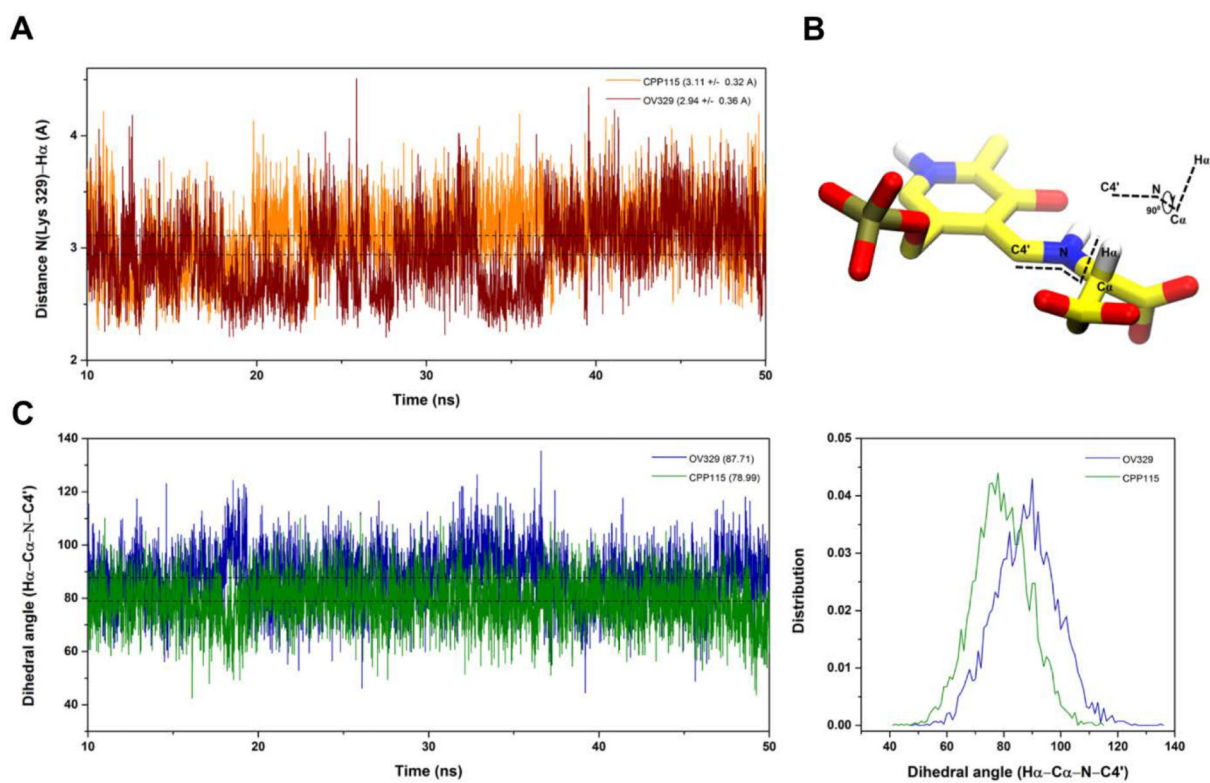 A
B
CPP115 (3.11 +/- 0.32 A)
OV329 (2.94 +/- 0.36 A)
Distance N(Lys 329)–Hα (A)
4
3
2
10
20
30
40
50
Time (ns)
Hα
C4'
N
90⁰
Cα
C4'
N
Hα
Cα
C
OV329 (87.71)
CPP115 (78.99)
Dihedral angle (Hα–Cα–N–C4')
140
120
100
80
60
40
10
20
30
40
50
Time (ns)
OV329
CPP115
Distribution
0.05
0.04
0.03
0.02
0.01
0.00
40
60
80
100
120
140
Dihedral angle (Hα–Cα–N–C4')